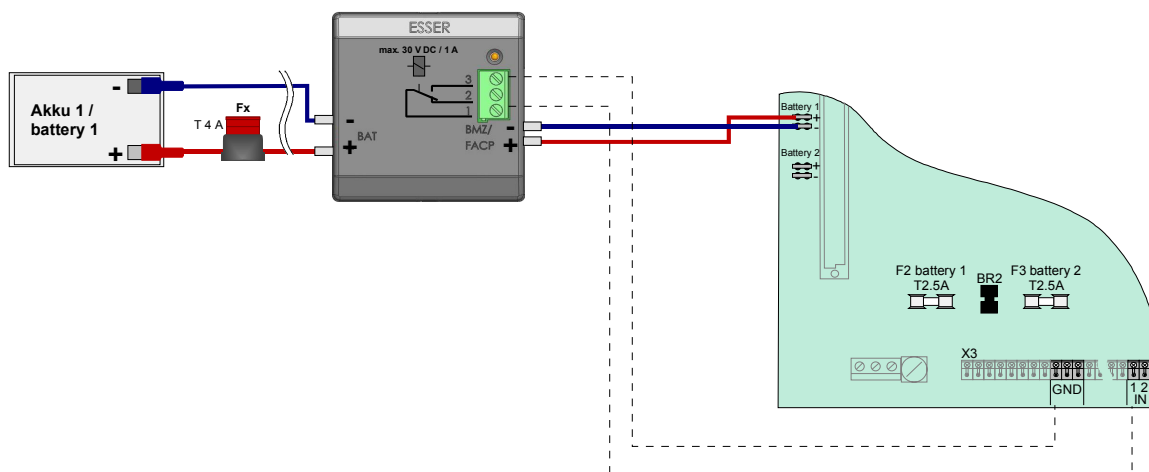 ESSER
max. 30 V DC / 1 A
3
2
1
Akku 1 /
battery 1
-
+
Fx
T 4 A
-
BAT
+
BMZ/
FACP
-
+
Battery 1
+
-
Battery 2
+
-
F2 battery 1
T2.5A
BR2
F3 battery 2
T2.5A
X3
GND
1 2
IN